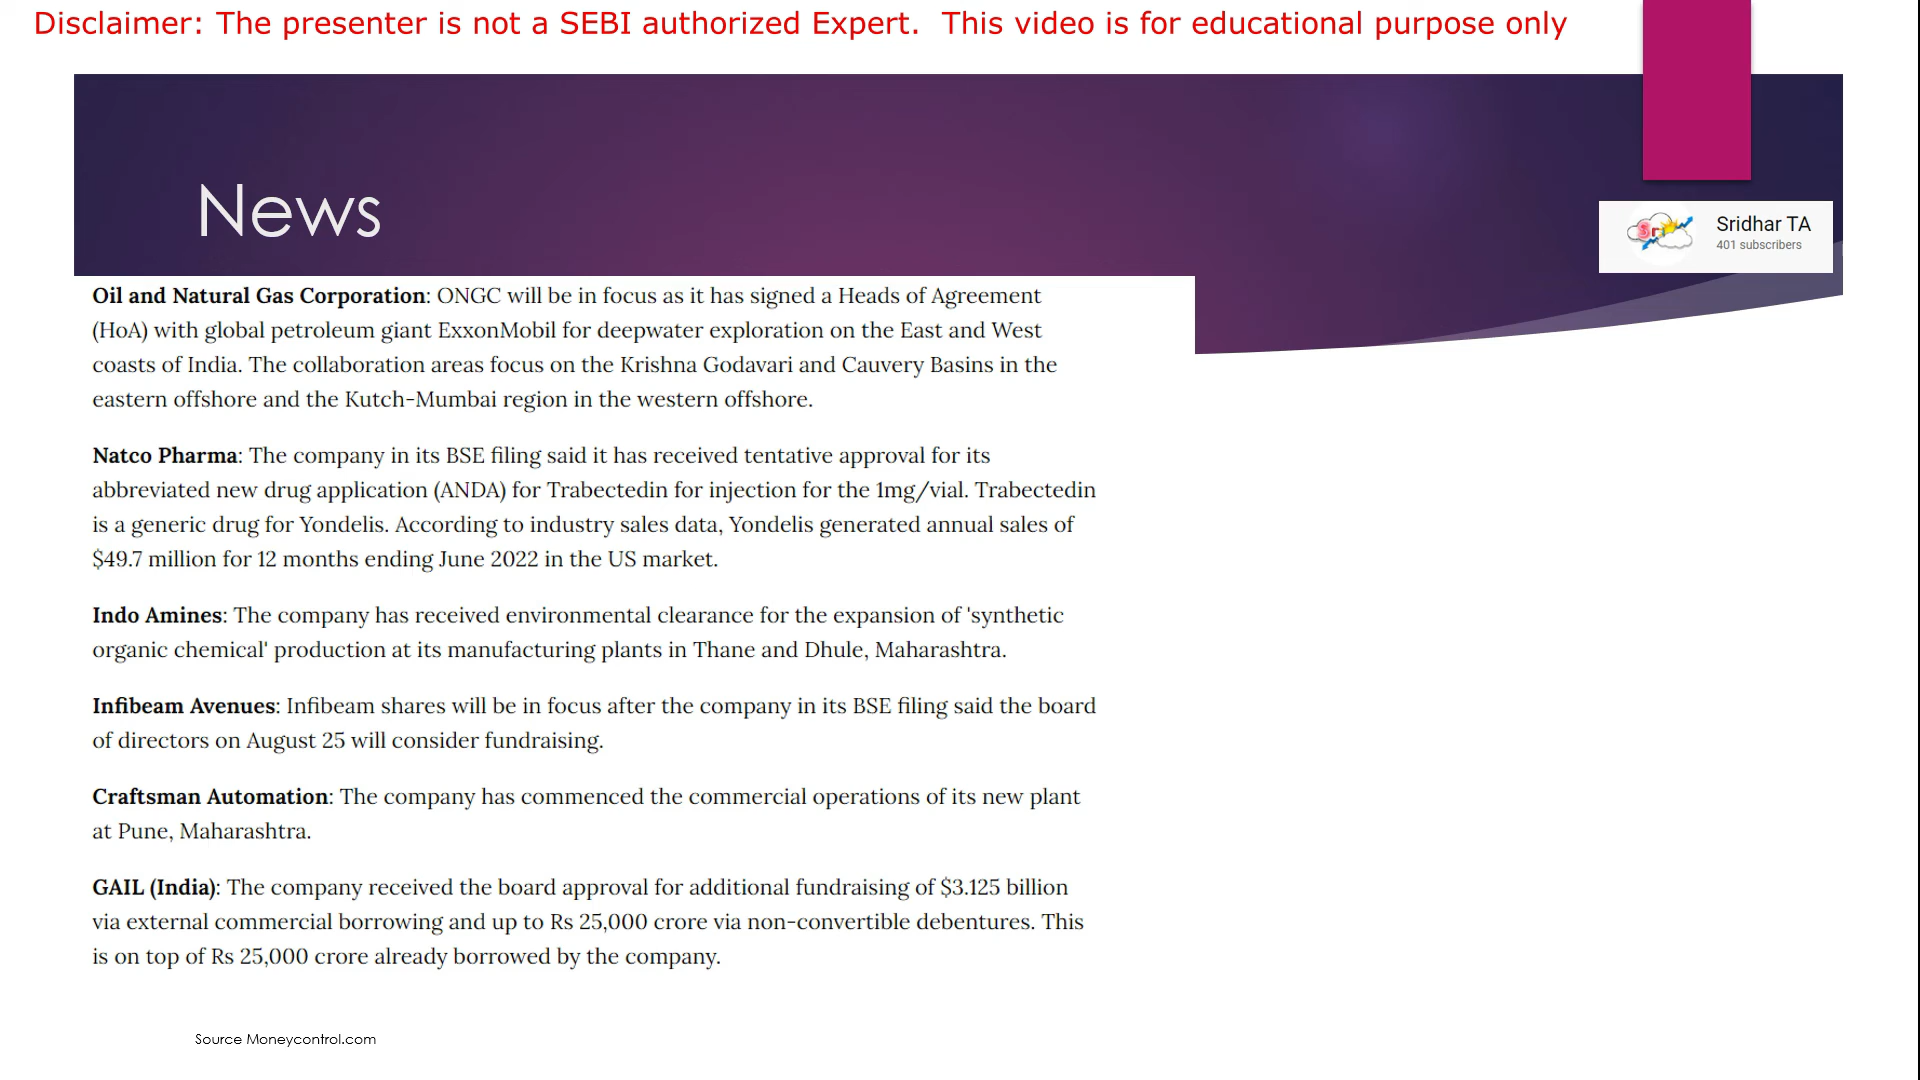 Disclaimer: The presenter is not a SEBI authorized Expert.  This video is for educational purpose only
News
Sri
Sridhar TA
401 subscribers
Oil and Natural Gas Corporation: ONGC will be in focus as it has signed a Heads of Agreement
(HoA) with global petroleum giant ExxonMobil for deepwater exploration on the East and West
coasts of India. The collaboration areas focus on the Krishna Godavari and Cauvery Basins in the
eastern offshore and the Kutch-Mumbai region in the western offshore.
Natco Pharma: The company in its BSE filing said it has received tentative approval for its
abbreviated new drug application (ANDA) for Trabectedin for injection for the 1mg/vial. Trabectedin
is a generic drug for Yondelis. According to industry sales data, Yondelis generated annual sales of
$49.7 million for 12 months ending June 2022 in the US market.
Indo Amines: The company has received environmental clearance for the expansion of 'synthetic
organic chemical' production at its manufacturing plants in Thane and Dhule, Maharashtra.
Infibeam Avenues: Infibeam shares will be in focus after the company in its BSE filing said the board
of directors on August 25 will consider fundraising.
Craftsman Automation: The company has commenced the commercial operations of its new plant
at Pune, Maharashtra.
GAIL (India): The company received the board approval for additional fundraising of $3.125 billion
via external commercial borrowing and up to Rs 25,000 crore via non-convertible debentures. This
is on top of Rs 25,000 crore already borrowed by the company.
Source Moneycontrol.com